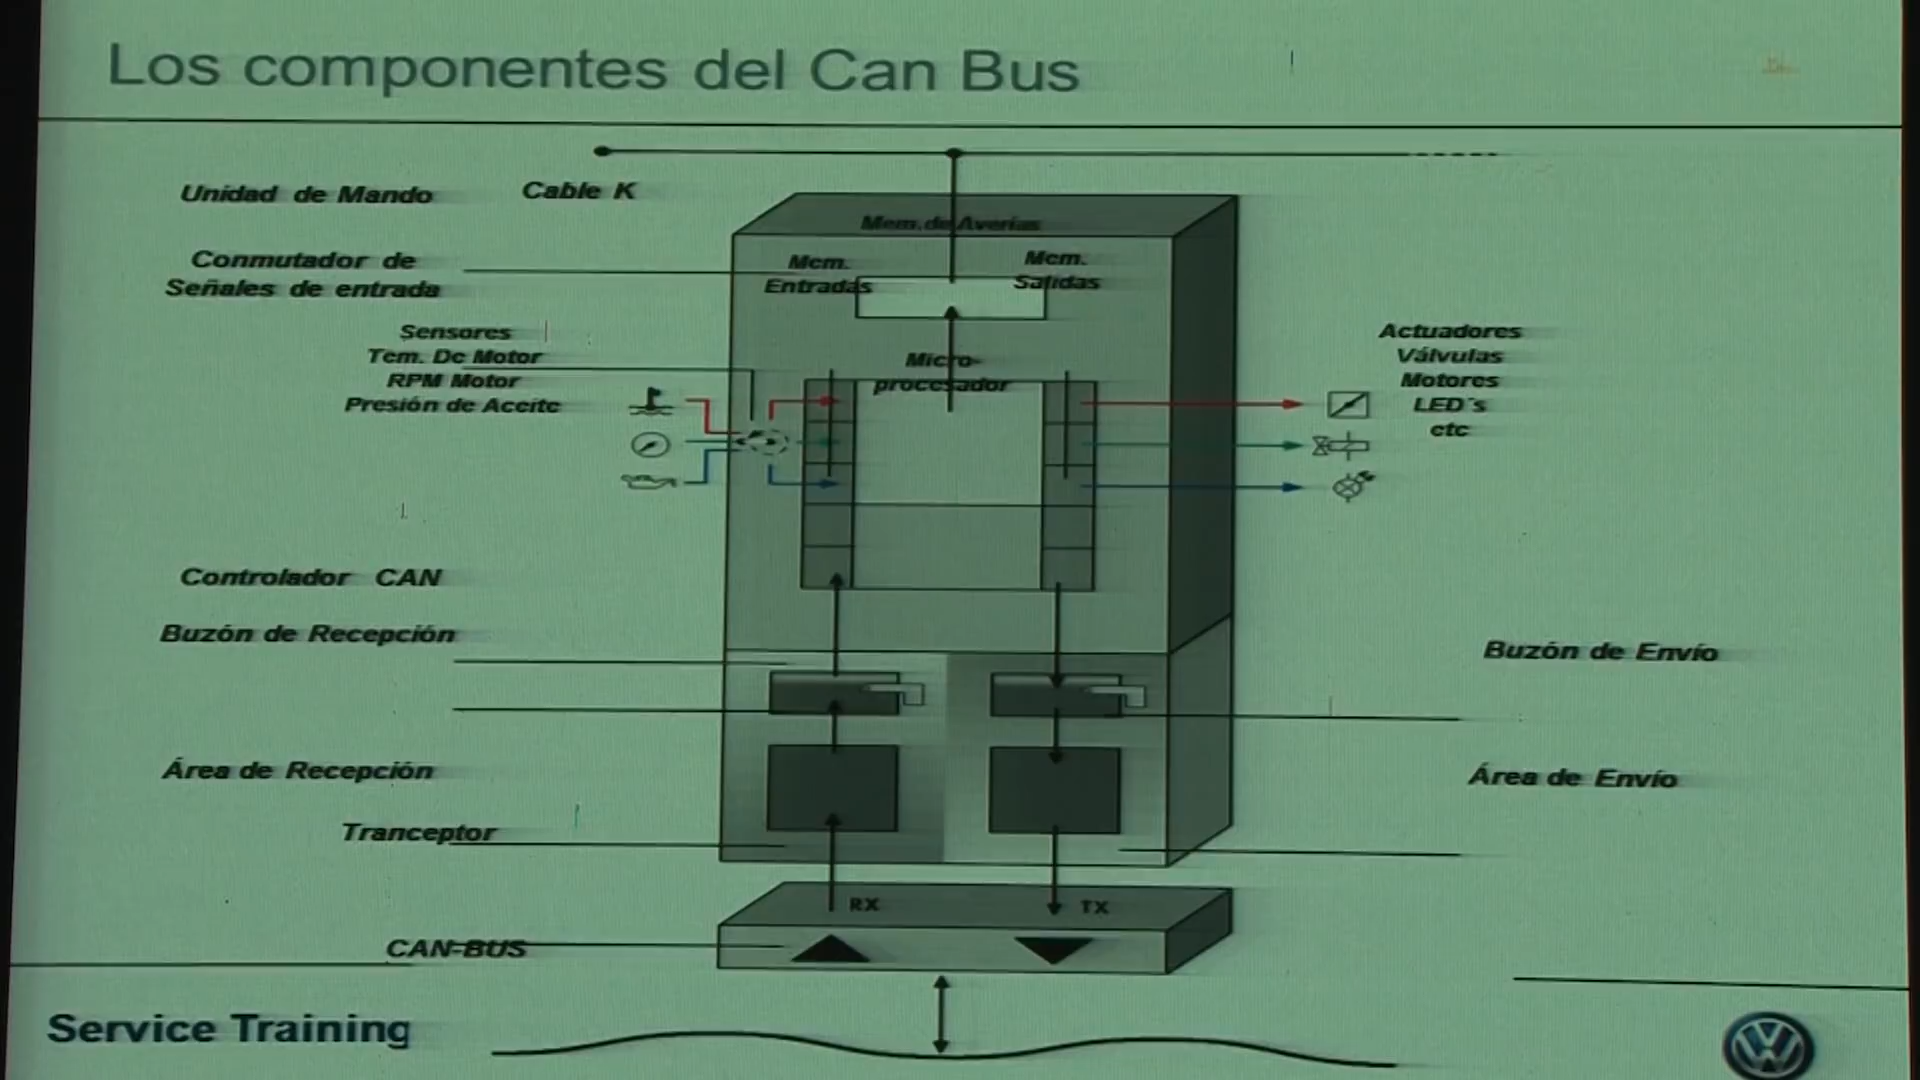 Los componentes del Can Bus
Unidad de Mando
Cable K
Mem.de Averías
Conmutador de
Señales de entrada
Mem.
Entradas
Mem.
Salidas
Sensores
Tem. De Motor
RPM Motor
Presión de Aceite
Micro-
procesador
Actuadores
Válvulas
Motores
LED´s
etc
Controlador CAN
Buzón de Recepción
Buzón de Envío
Área de Recepción
Área de Envío
Tranceptor
RX
TX
CAN-BUS
Service Training